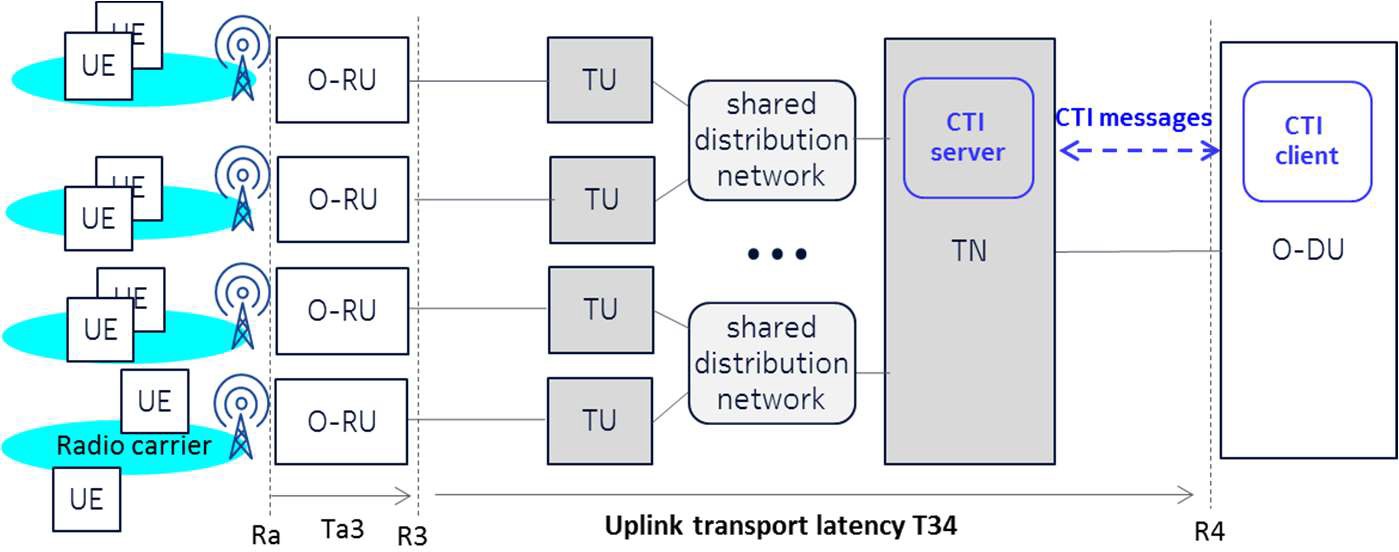 UE
UE
O-RU
TU
shared
distribution
network
CTI
server
CTI messages
CTI
client
UE
UE
O-RU
TU
TN
O-DU
UE
UE
O-RU
TU
shared
distribution
network
UE
Radio carrier
UE
O-RU
TU
Ra
Ta3
R3
Uplink transport latency T34
R4